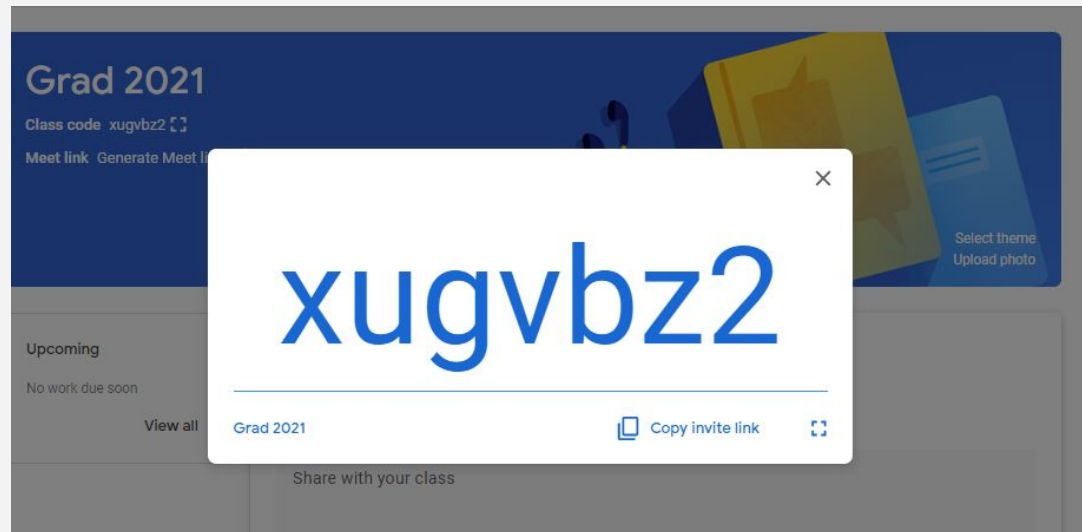 Grad 2021
Class code xugvbz2
Meet link Generate Meet li
Select theme
Upload photo
xugvbz2
Grad 2021
Copy invite link
Upcoming
No work due soon
View all
Share with your class